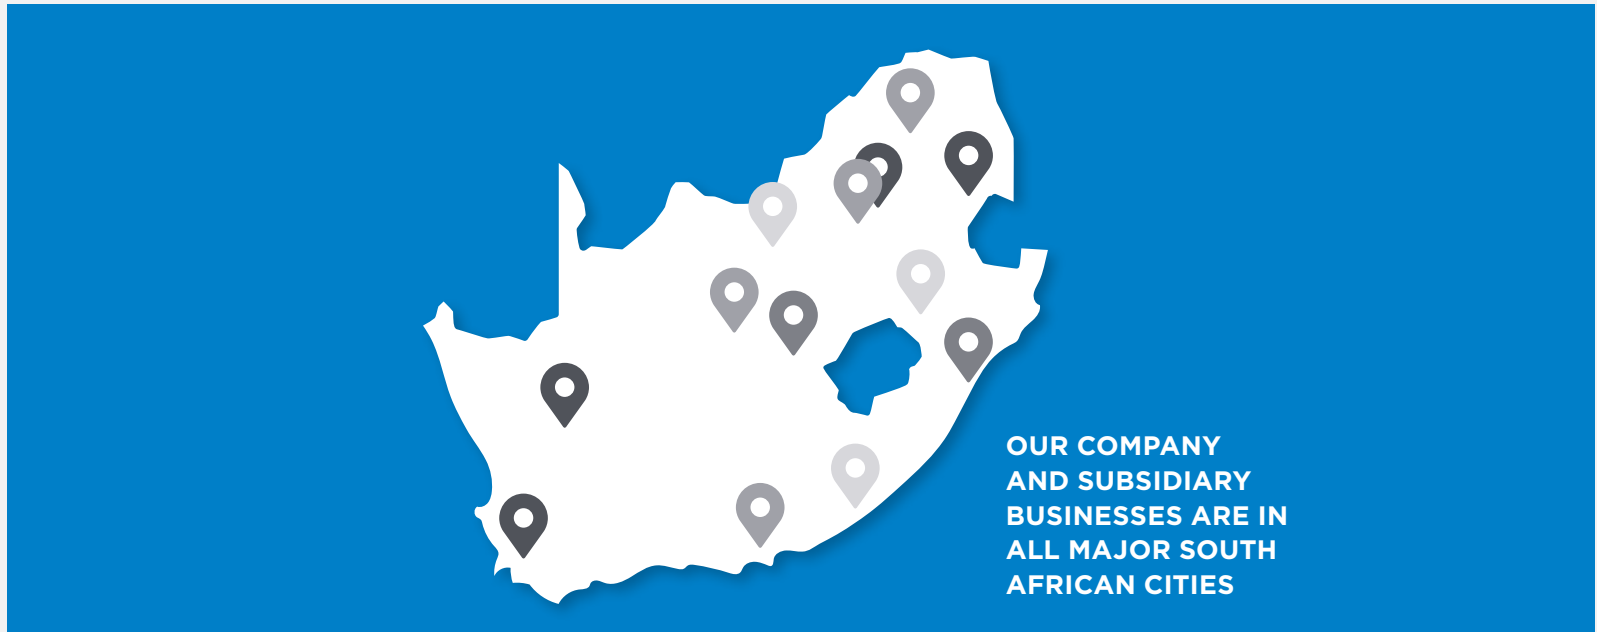 OUR COMPANY
AND SUBSIDIARY
BUSINESSES ARE IN
ALL MAJOR SOUTH
AFRICAN CITIES